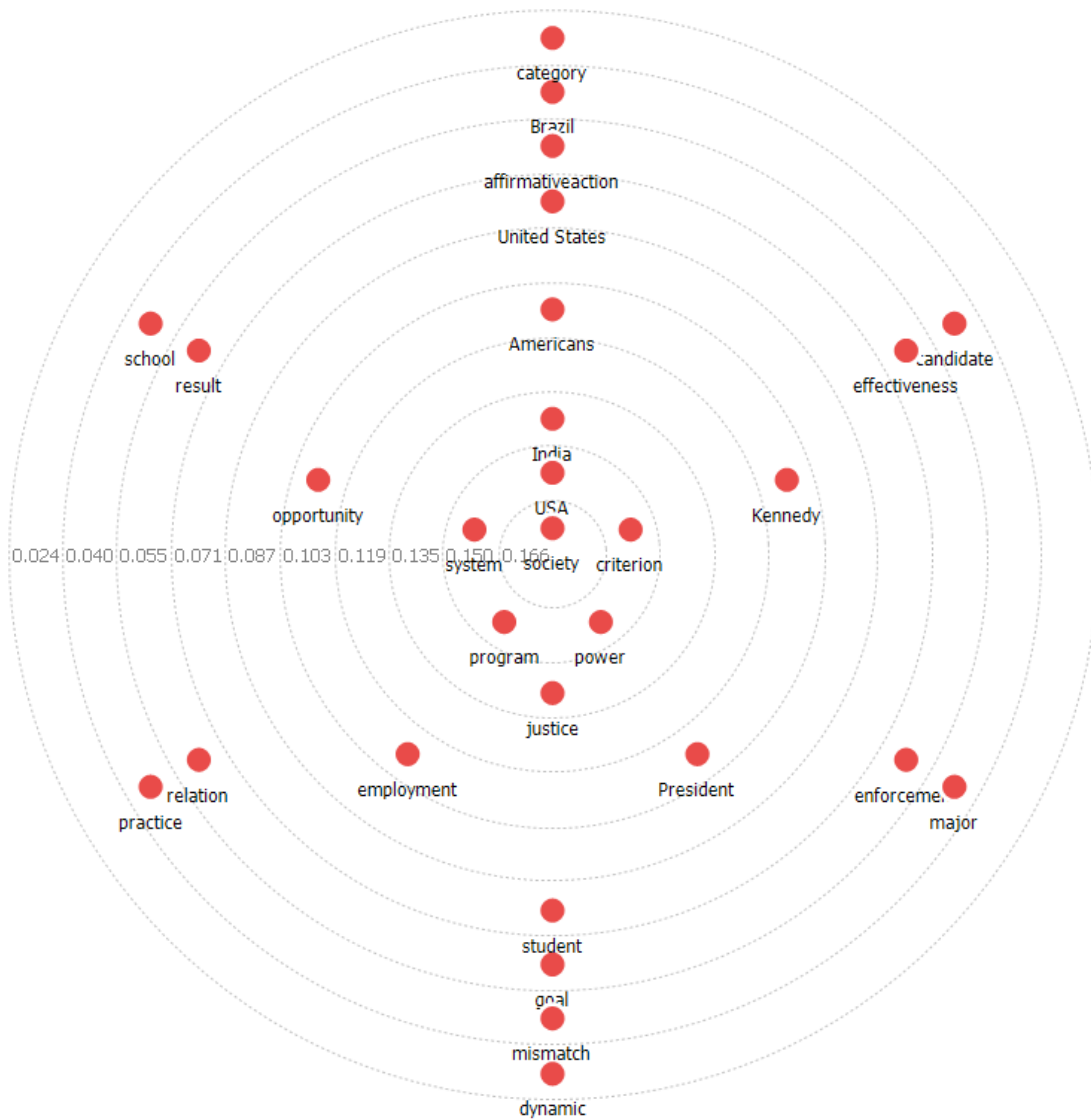 category
Brazil
affirmativeaction
United States
Americans
school
candidate
result
effectiveness
India
opportunity
USA
Kennedy
0.024 0.040 0.055 0.071 0.087 0.103 0.119 0.135 0.150 0.166
system
society
criterion
program
power
justice
employment
President
relation
enforcemen
practice
major
student
goal
mismatch
dynamic